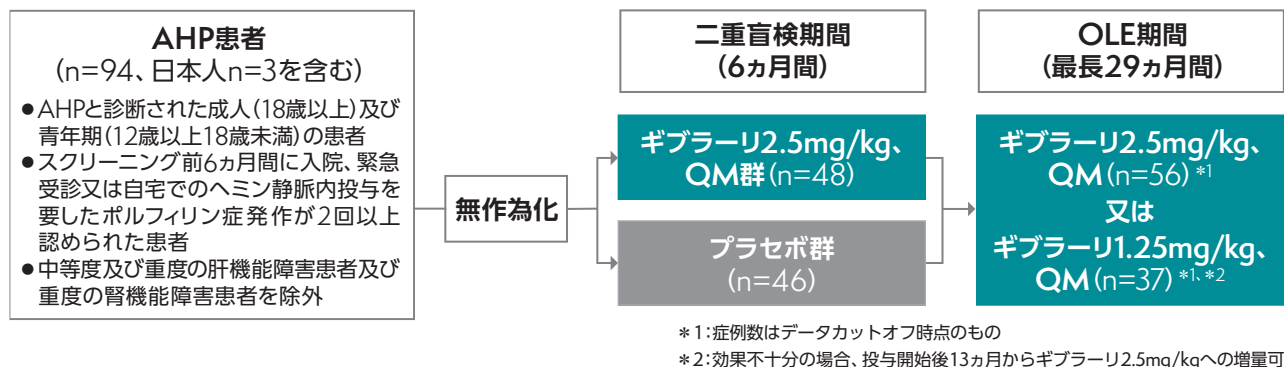 AHP患者
(n=94、日本人n=3を含む)
●AHPと診断された成人(18歳以上)及び
青年期(12歳以上18歳未満)の患者
●スクリーニング前6ヵ月間に入院、緊急
受診又は自宅でのヘミン静脈内投与を
要したポルフィリン症発作が2回以上
認められた患者
●中等度及び重度の肝機能障害患者及び
重度の腎機能障害患者を除外
無作為化
二重盲検期間
(6ヵ月間)
ギブラーリ2.5mg/kg、
QM群(n=48)
プラセボ群
(n=46)
OLE期間
(最長29ヵ月間)
ギブラーリ2.5mg/kg、
QM(n=56)*1
又は
ギブラーリ1.25mg/kg、
QM(n=37)*1、*2
*1:症例数はデータカットオフ時点のもの
*2:効果不十分の場合、投与開始後13ヵ月からギブラーリ2.5mg/kgへの増量可